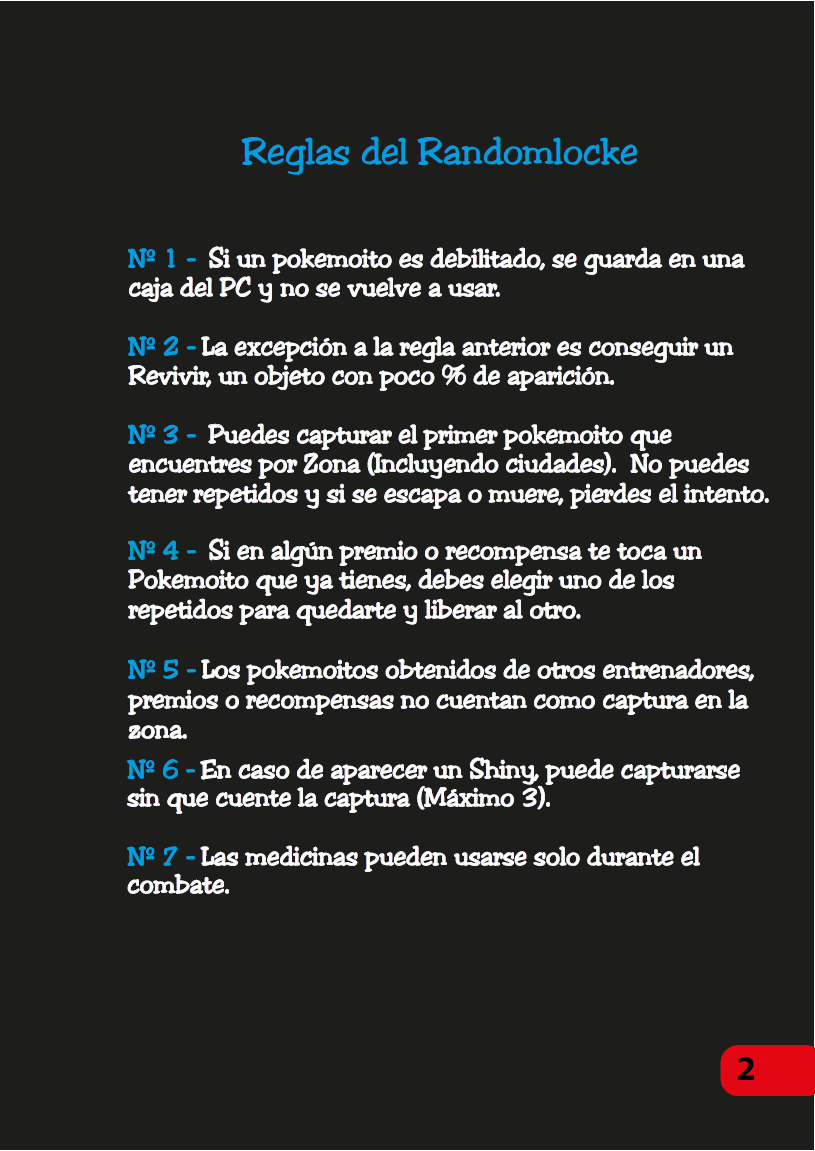 Reglas del Randomlocke
Nº 1 - Si un pokemoito es debilitado, se guarda en una
caja del PC y no se vuelve a usar.
Nº 2 - La excepción a la regla anterior es conseguir un
Revivir, un objeto con poco % de aparición.
Nº 3 - Puedes capturar el primer pokemoito que
encuentres por Zona (Incluyendo ciudades). No puedes
tener repetidos y si se escapa o muere, pierdes el intento.
Nº 4 - Si en algún premio o recompensa te toca un
Pokemoito que ya tienes, debes elegir uno de los
repetidos para quedarte y liberar al otro.
Nº 5 - Los pokemoitos obtenidos de otros entrenadores,
premios o recompensas no cuentan como captura en la
zona.
Nº 6 - En caso de aparecer un Shiny, puede capturarse
sin que cuente la captura (Máximo 3).
Nº 7 - Las medicinas pueden usarse solo durante el
combate.
2